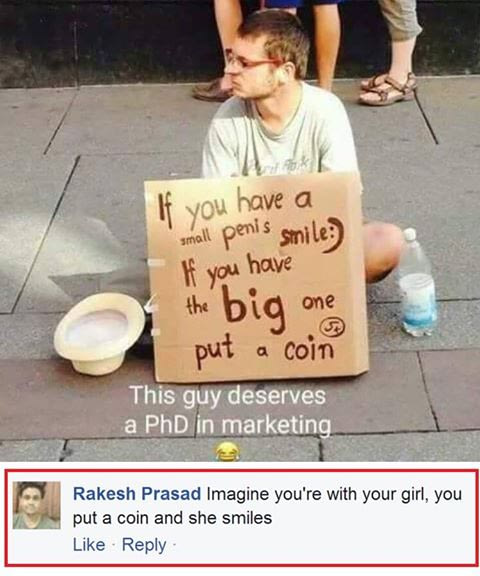 If you have a
small penis smile:)
If you have
the big one
put a coin
This guy deserves
a PhD in marketing
Rakesh Prasad Imagine you're with your girl, you
put a coin and she smiles
Like · Reply ·